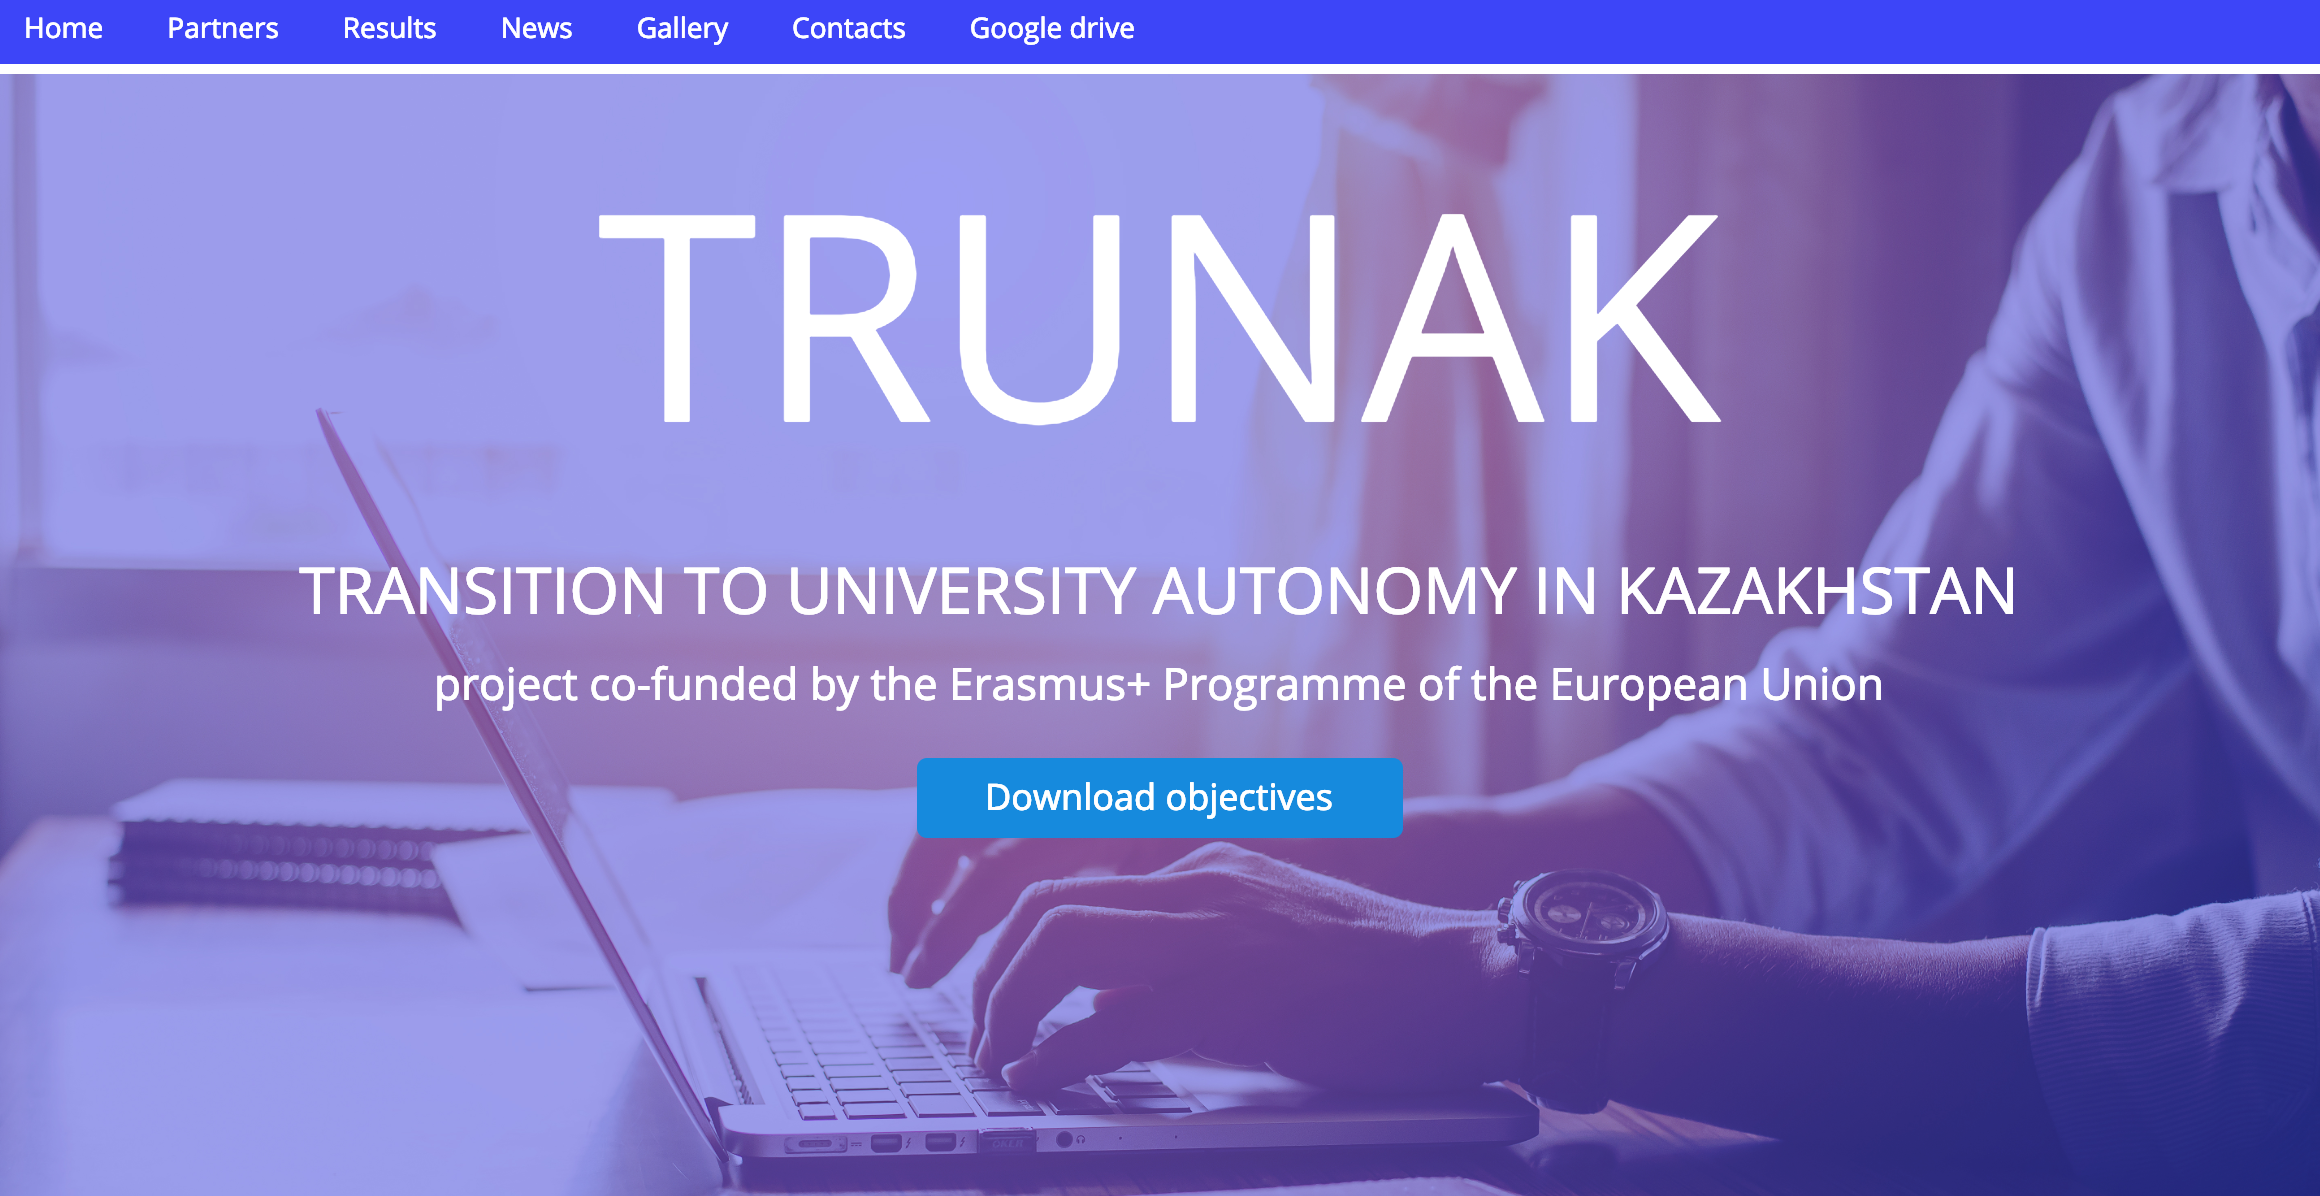 Home Partners Results News Gallery Contacts Google drive
TRUNAK
TRANSITION TO UNIVERSITY AUTONOMY IN KAZAKHSTAN
project co-funded by the Erasmus+ Programme of the European Union
Download objectives